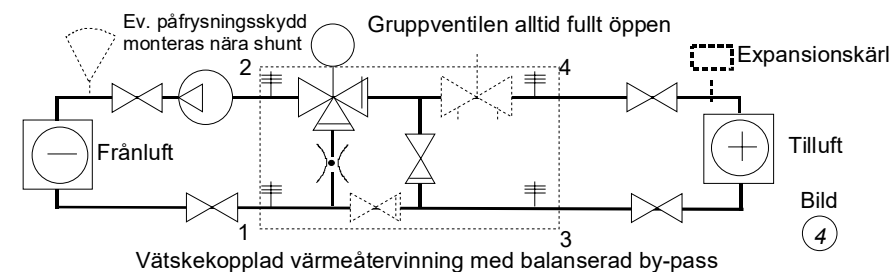 Ev. påfrysningsskydd
monteras nära shunt
Gruppventilen alltid fullt öppen
2
4
Expansionskärl
Frånluft
Tilluft
Bild
4
1
3
Vätskekopplad värmeåtervinning med balanserad by-pass